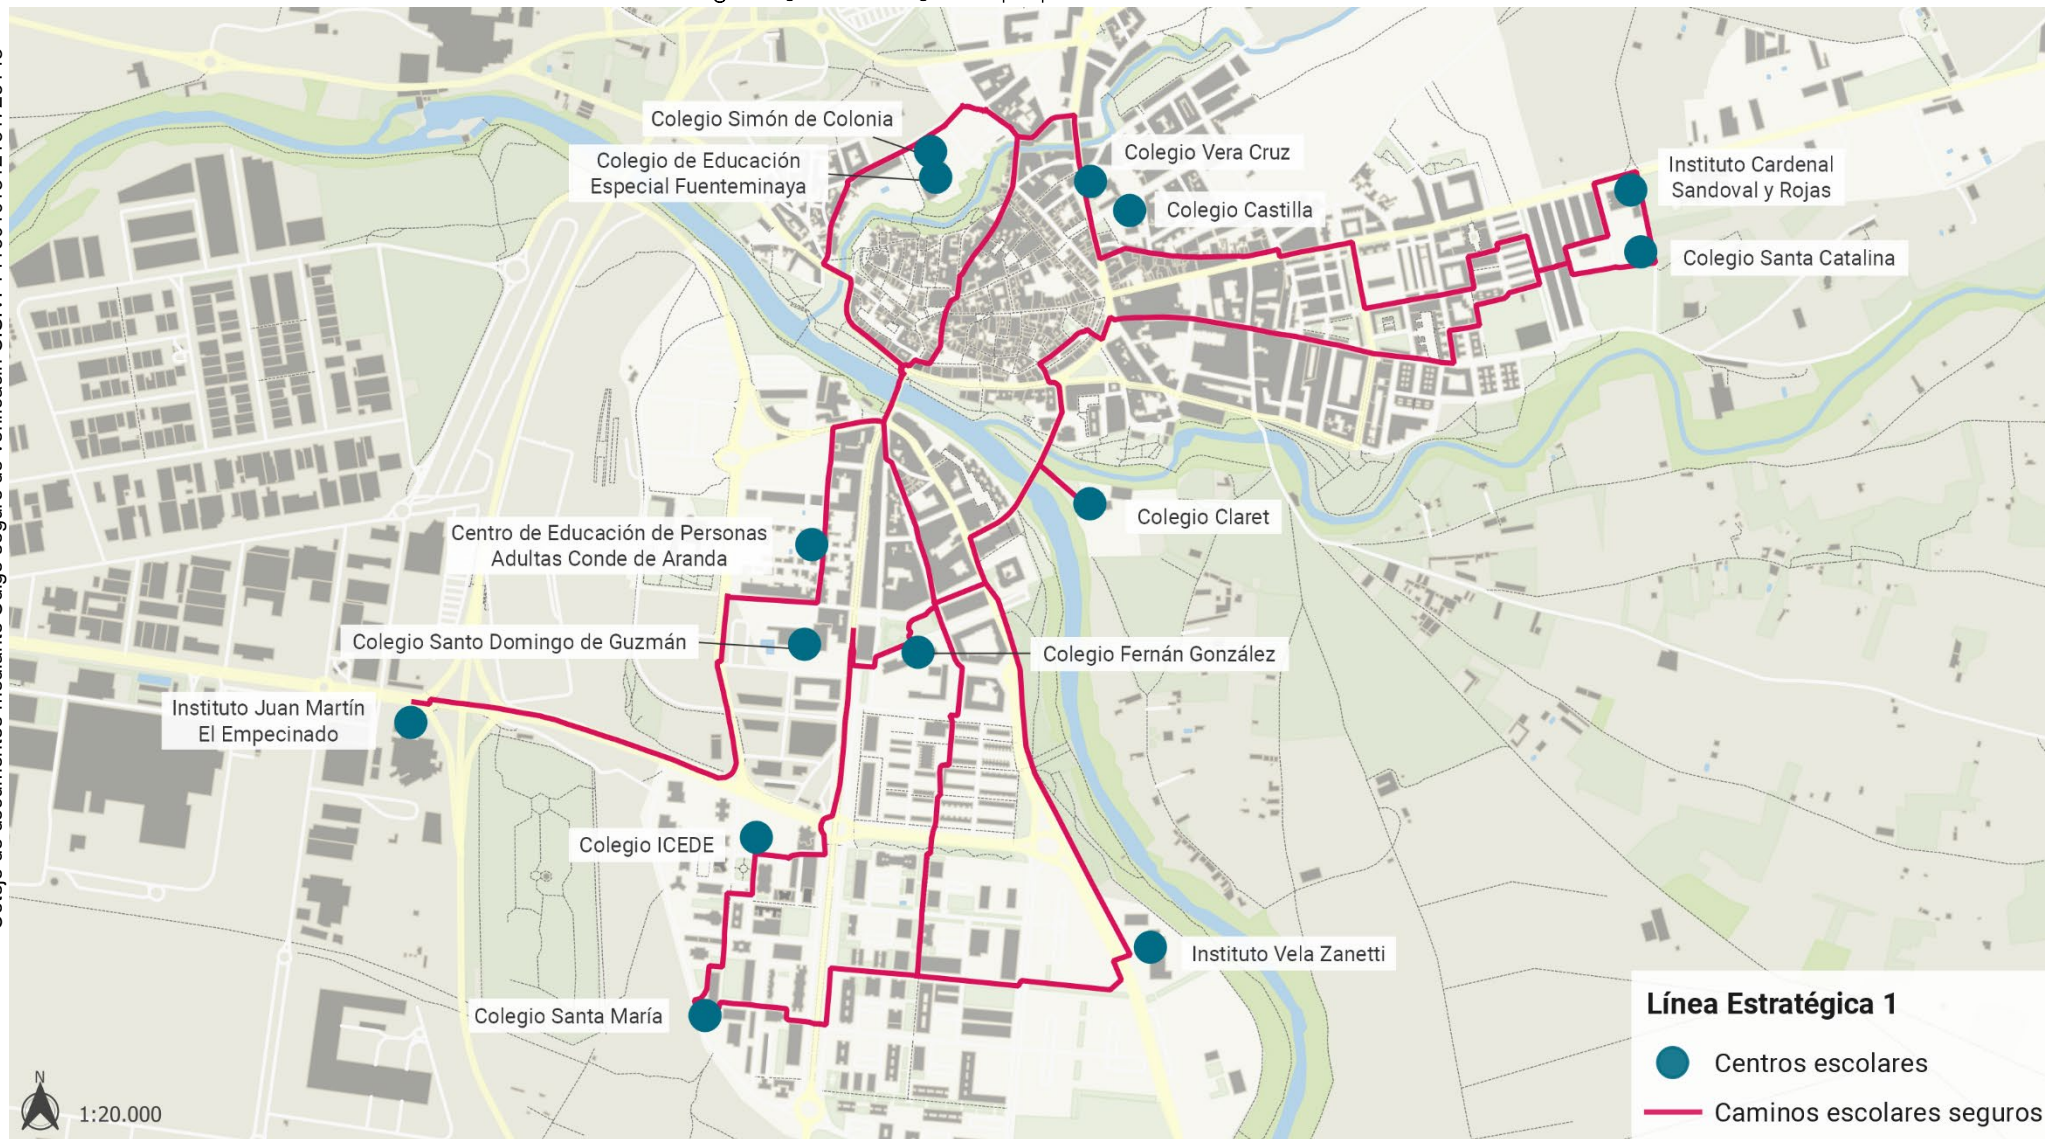 Colegio Simón de Colonia
Colegio de Educación
Especial Fuenteminaya
Colegio Vera Cruz
Colegio Castilla
Instituto Cardenal
Sandoval y Rojas
Colegio Santa Catalina
Colegio Claret
Centro de Educación de Personas
Adultas Conde de Aranda
Colegio Santo Domingo de Guzmán
Colegio Fernán González
Instituto Juan Martín
El Empecinado
Colegio ICEDE
Instituto Vela Zanetti
Colegio Santa María
Línea Estratégica 1
Centros escolares
Caminos escolares seguros
N
1:20.000